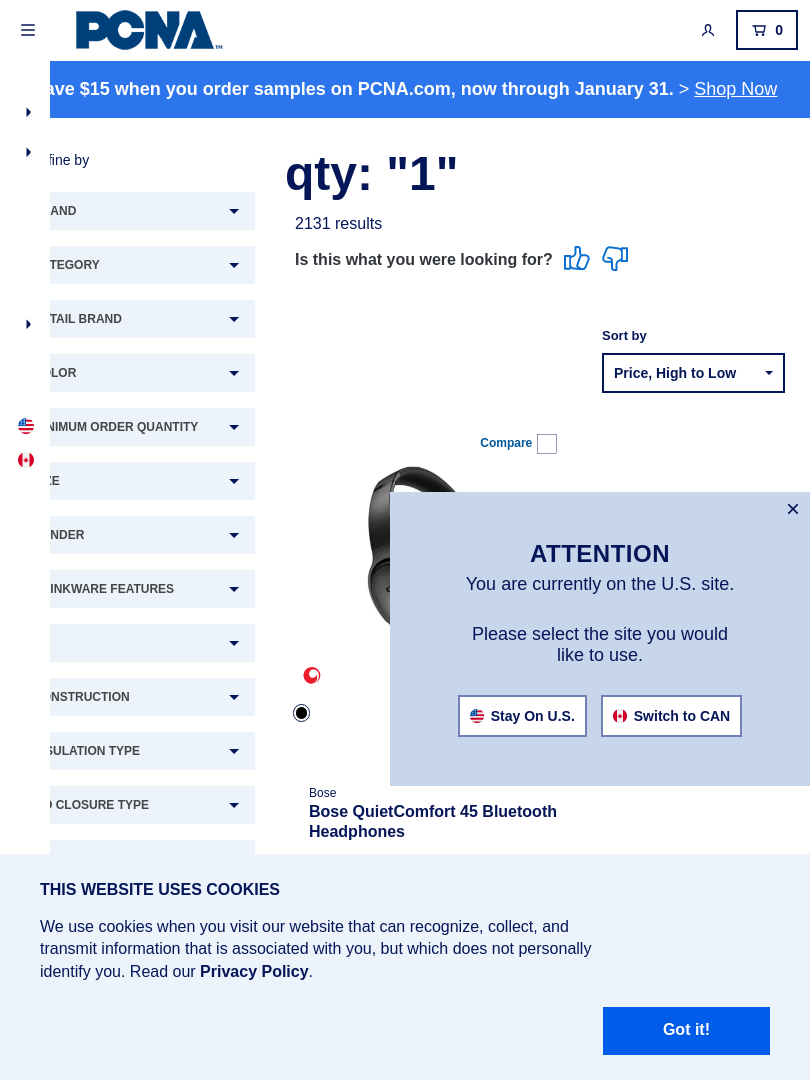 PCNA™
0
ave $15 when you order samples on PCNA.com, now through January 31. > Shop Now
fine by
qty: "1"
AND
2131 results
Is this what you were looking for?
TEGORY
TAIL BRAND
Sort by
OLOR
Price, High to Low
NIMUM ORDER QUANTITY
Compare
ZE
NDER
ATTENTION
You are currently on the U.S. site.
INKWARE FEATURES
Please select the site you would
like to use.
ONSTRUCTION
Stay On U.S.
Switch to CAN
SULATION TYPE
Bose
D CLOSURE TYPE
Bose QuietComfort 45 Bluetooth
Headphones
THIS WEBSITE USES COOKIES
We use cookies when you visit our website that can recognize, collect, and
transmit information that is associated with you, but which does not personally
identify you. Read our Privacy Policy.
Got it!